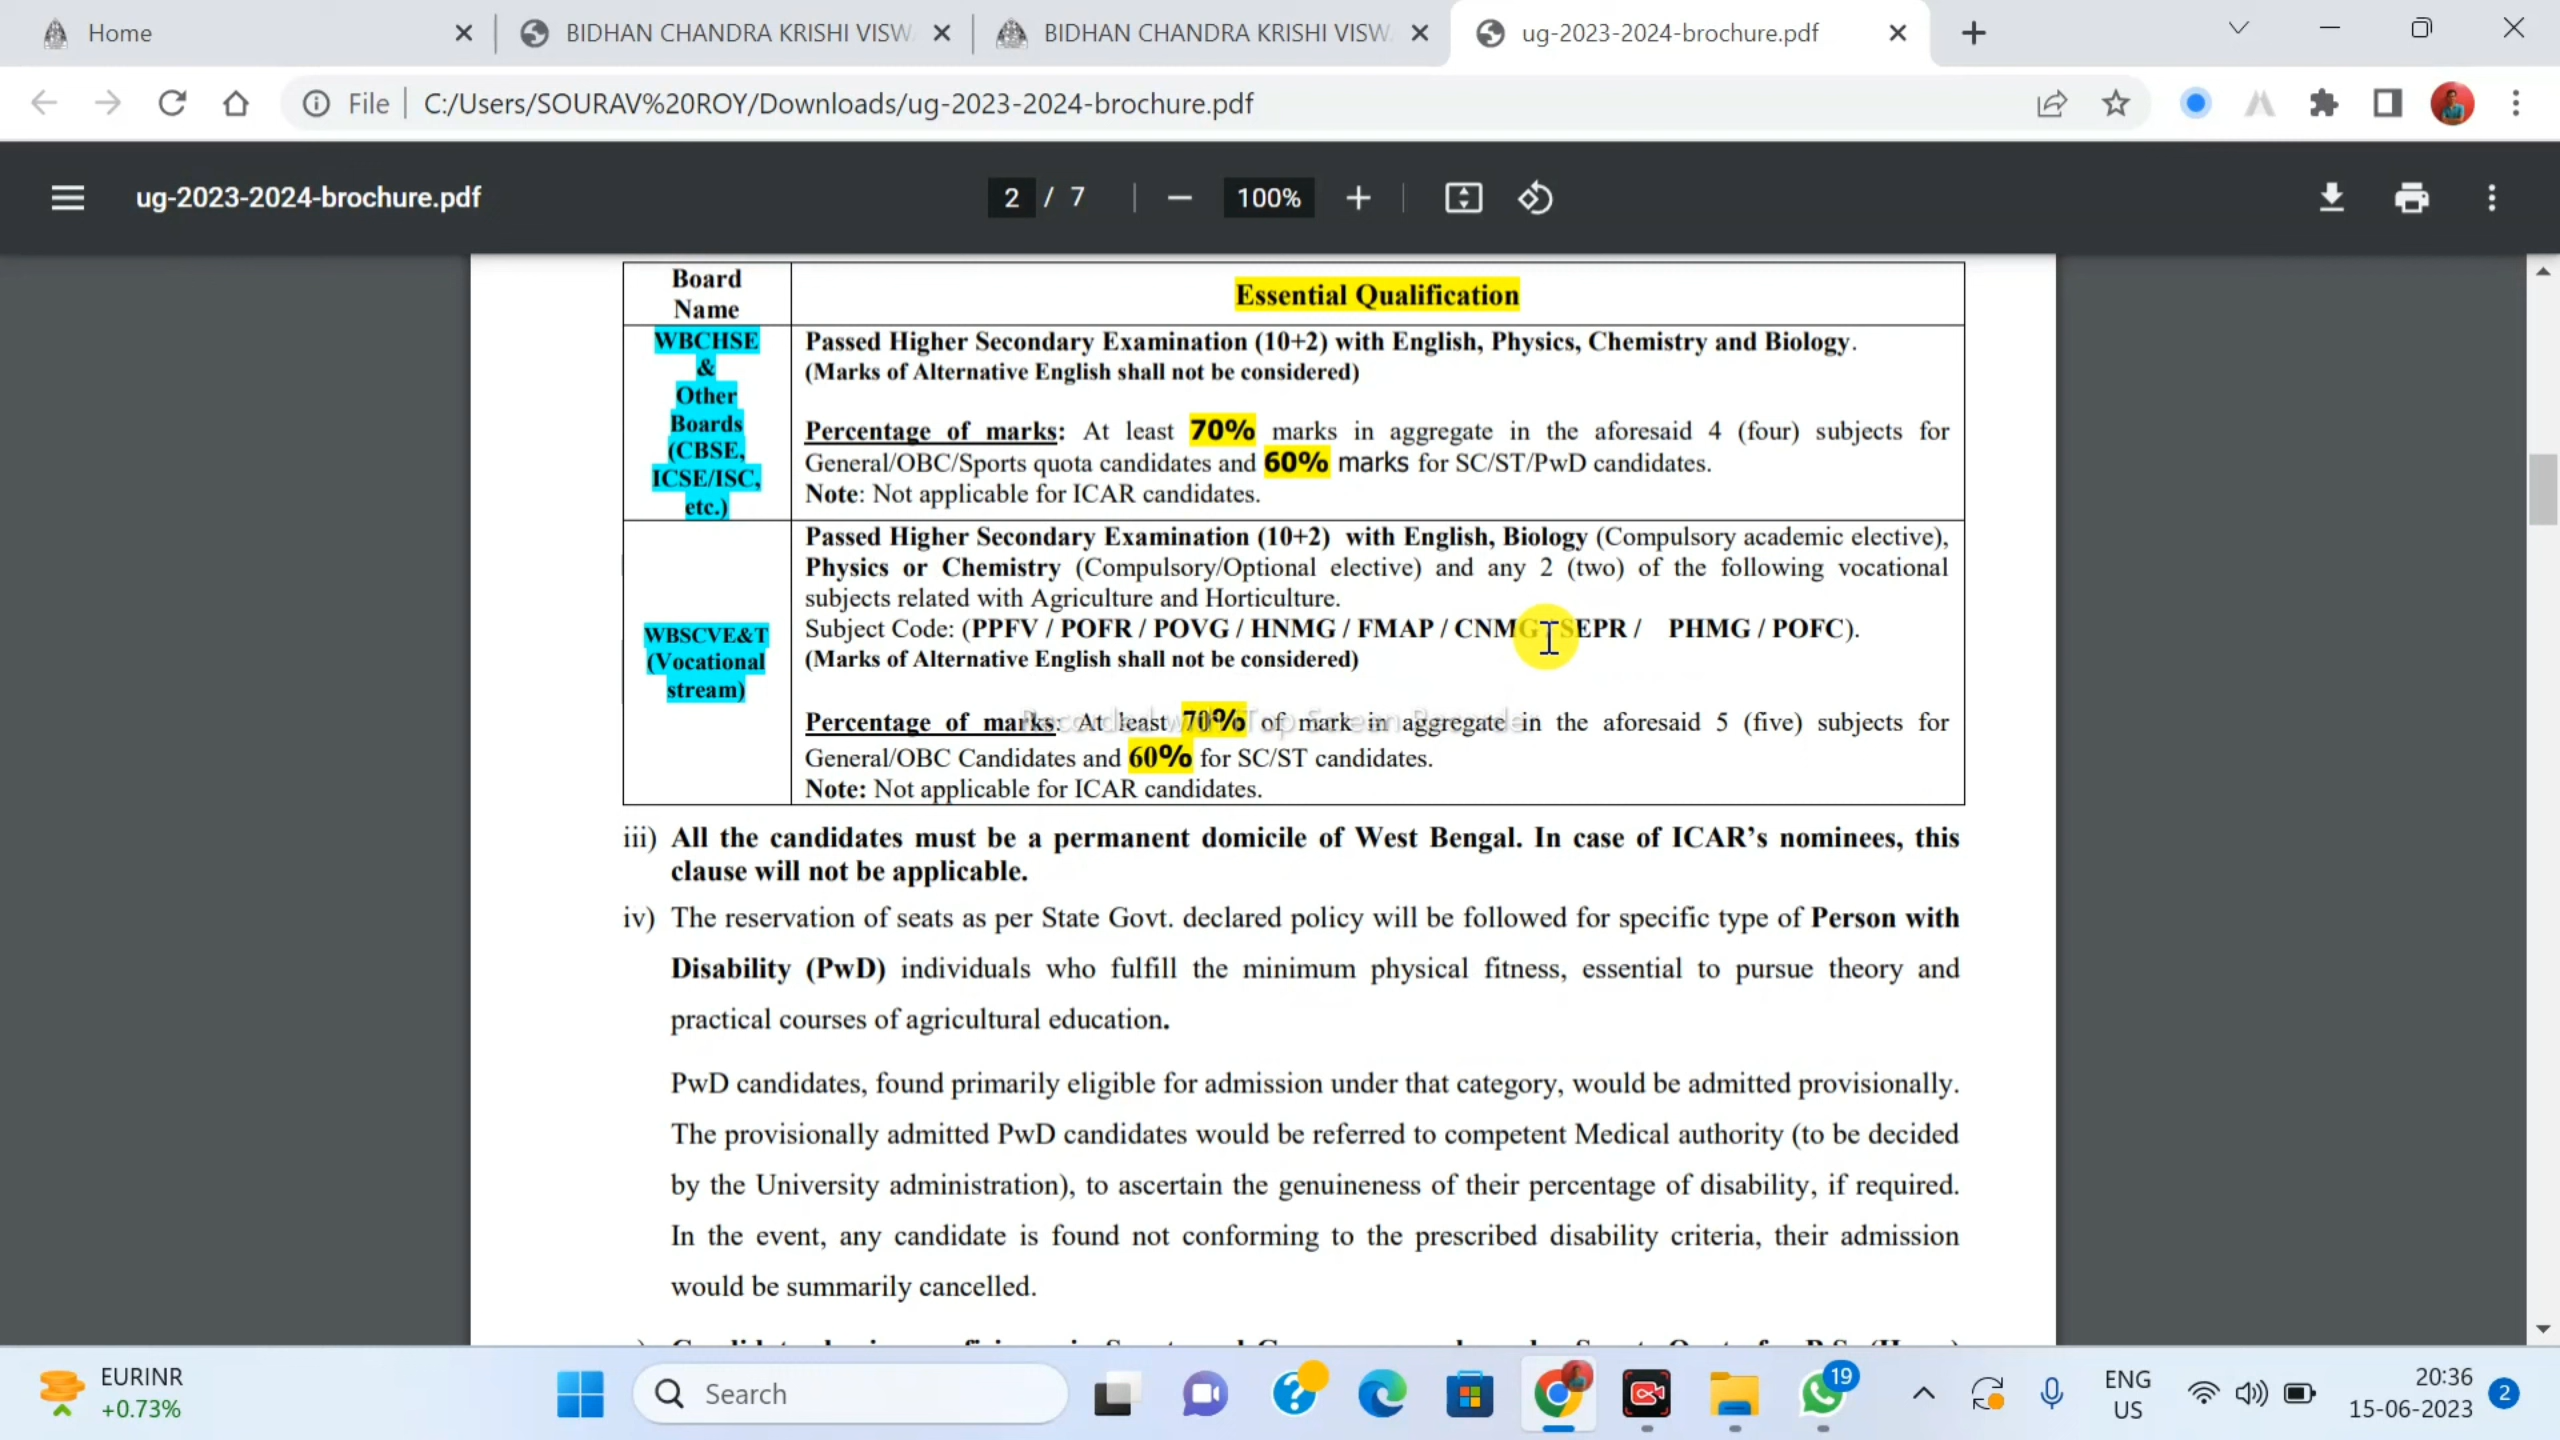 Home
BIDHAN CHANDRA KRISHI VISW
BIDHAN CHANDRA KRISHI VISW
ug-2023-2024-brochure.pdf
File
C:/Users/SOURAV%20ROY/Downloads/ug-2023-2024-brochure.pdf
ug-2023-2024-brochure.pdf
2 / 7
100%
Board
Name
Essential Qualification
WBCHSE
&
Other
Boards
(CBSE,
ICSE/ISC,
etc.)
Passed Higher Secondary Examination (10+2) with English, Physics, Chemistry and Biology.
(Marks of Alternative English shall not be considered)
Percentage of marks: At least 70% marks in aggregate in the aforesaid 4 (four) subjects for
General/OBC/Sports quota candidates and 60% marks for SC/ST/PwD candidates.
Note: Not applicable for ICAR candidates.
WBSCVE&T
(Vocational
stream)
Passed Higher Secondary Examination (10+2) with English, Biology (Compulsory academic elective),
Physics or Chemistry (Compulsory/Optional elective) and any 2 (two) of the following vocational
subjects related with Agriculture and Horticulture.
Subject Code: (PPFV / POFR / POVG / HNMG / FMAP / CNMG / SEPR / PHMG / POFC).
(Marks of Alternative English shall not be considered)
Percentage of marks: At least 70% of mark in aggregate in the aforesaid 5 (five) subjects for
Recorded with iTop Screen Recorder
General/OBC Candidates and 60% for SC/ST candidates.
Note: Not applicable for ICAR candidates.
iii) All the candidates must be a permanent domicile of West Bengal. In case of ICAR's nominees, this
clause will not be applicable.
iv) The reservation of seats as per State Govt. declared policy will be followed for specific type of Person with
Disability (PwD) individuals who fulfill the minimum physical fitness, essential to pursue theory and
practical courses of agricultural education.
PwD candidates, found primarily eligible for admission under that category, would be admitted provisionally.
The provisionally admitted PwD candidates would be referred to competent Medical authority (to be decided
by the University administration), to ascertain the genuineness of their percentage of disability, if required.
In the event, any candidate is found not conforming to the prescribed disability criteria, their admission
would be summarily cancelled.
EURINR
+0.73%
Search
19
ENG
US
20:36
15-06-2023
2